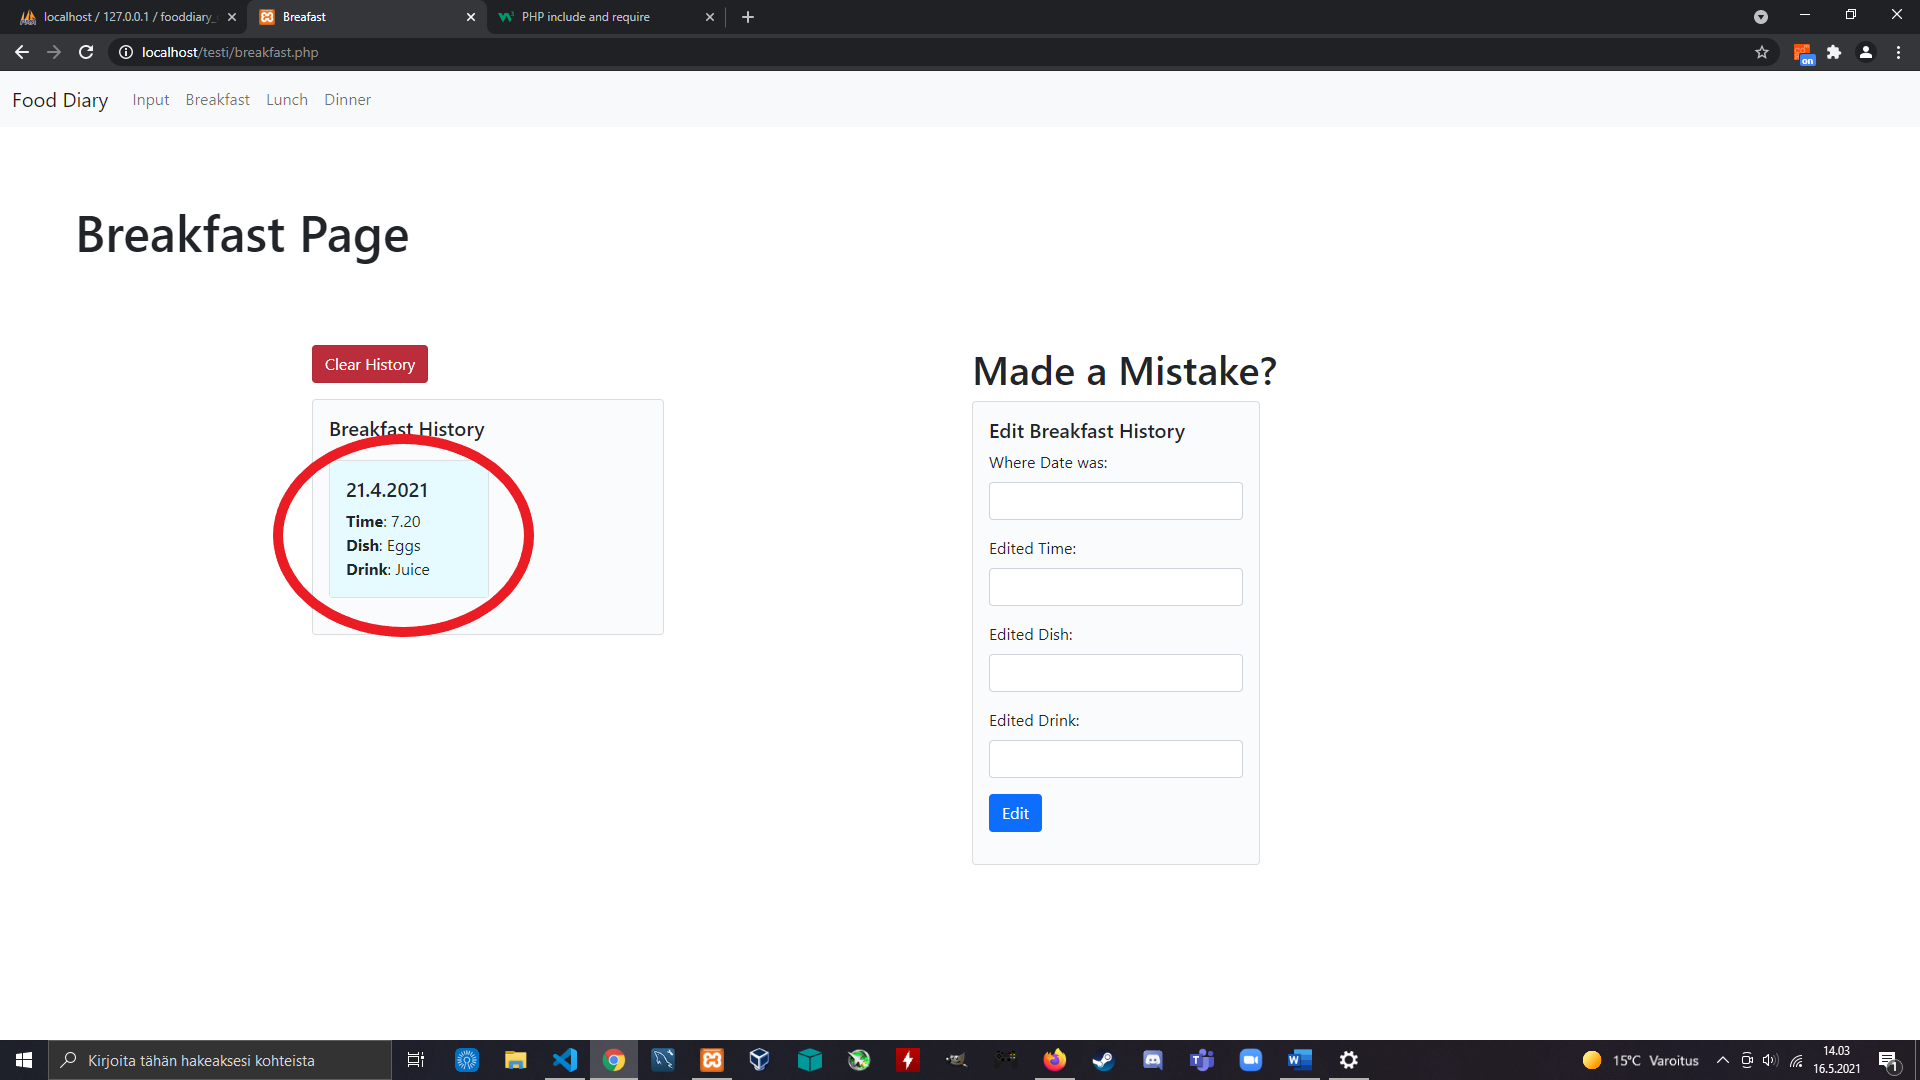 localhost / 127.0.0.1 / fooddiary_
Breafast
PHP include and require
localhost/testi/breakfast.php
on
Food Diary
Input
Breakfast
Lunch
Dinner
Breakfast Page
Clear History
Breakfast History
21.4.2021
Time: 7.20
Dish: Eggs
Drink: Juice
Made a Mistake?
Edit Breakfast History
Where Date was:
Edited Time:
Edited Dish:
Edited Drink:
Edit
Kirjoita tähän hakeaksesi kohteista
15°C Varoitus
14.03
16.5.2021
1